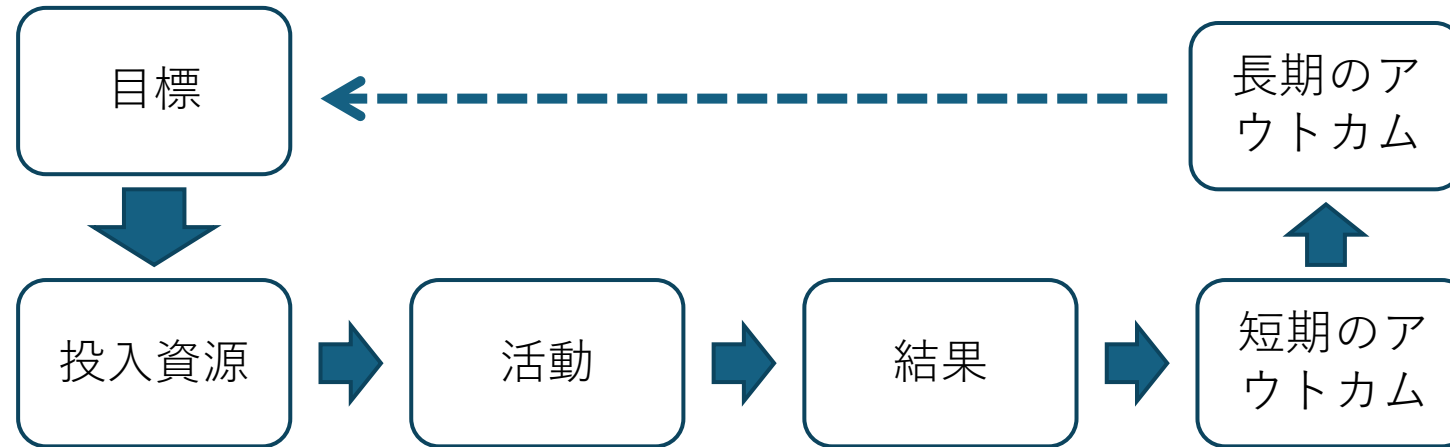 目標
長期のア
ウトカム
投入資源
活動
結果
短期のア
ウトカム